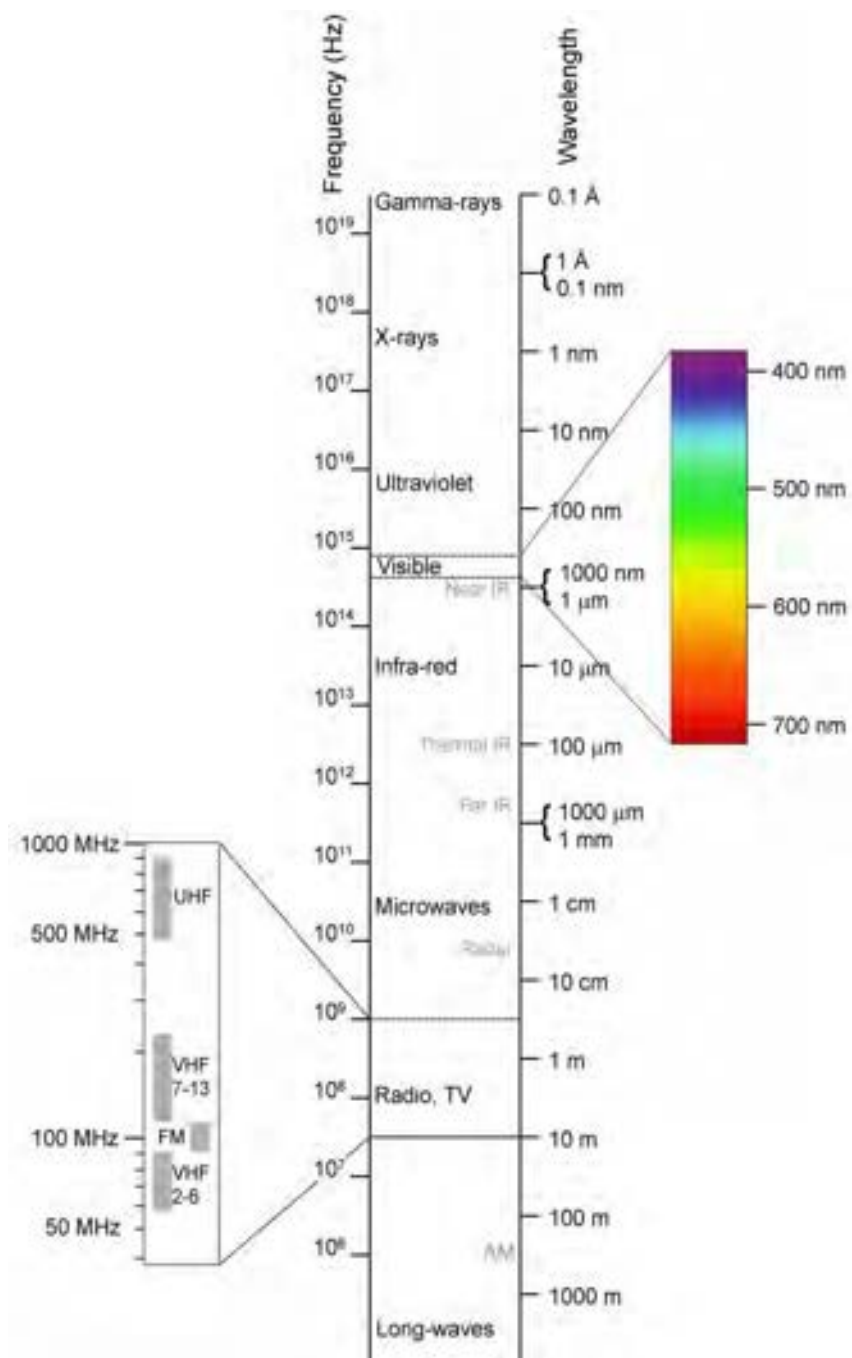 Frequency (Hz)
Wavelength
Gamma-rays
0.1 Å
10¹⁹
1 Å
0.1 nm
10¹⁸
X-rays
1 nm
400 nm
10¹⁷
10 nm
10¹⁶
Ultraviolet
500 nm
100 nm
10¹⁵
Visible
1000 nm
Near IR
1 µm
600 nm
10¹⁴
Infra-red
10 µm
10¹³
700 nm
Thermal IR
100 µm
10¹²
Far IR
1000 µm
1 mm
1000 MHz
10¹¹
UHF
Microwaves
1 cm
500 MHz
10¹⁰
Radar
10 cm
10⁹
VHF
7-13
1 m
10⁸
Radio, TV
100 MHz
FM
10 m
VHF
2-6
10⁷
50 MHz
100 m
10⁶
AM
1000 m
Long-waves